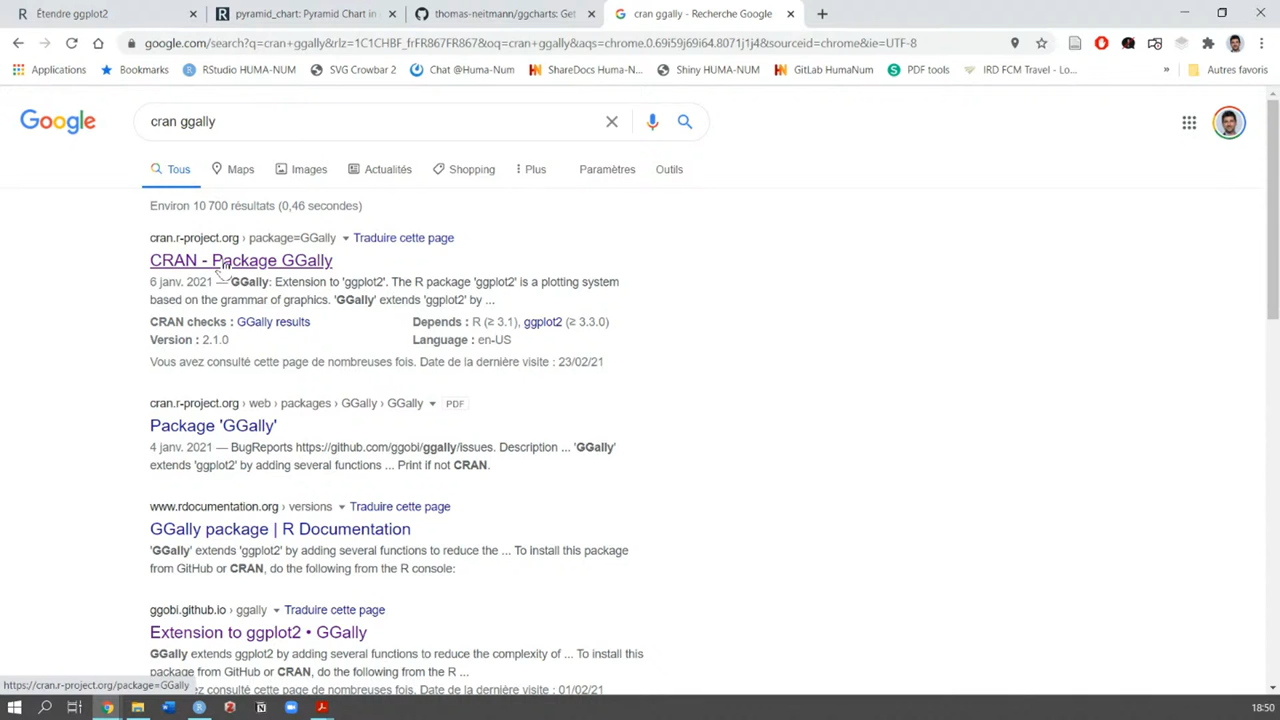 Étendre ggplot2
pyramid_chart: Pyramid Chart in
thomas-neitmann/ggcharts: Get
cran ggally - Recherche Google
google.com/search?q=cran+ggally&rlz=1C1CHBF_frFR867FR867&oq=cran+ggally&aqs=chrome.0.69i59j69i64.8071j1j4&sourceid=chrome&ie=UTF-8
Applications
Bookmarks
RStudio HUMA-NUM
SVG Crowbar 2
Chat @Huma-Num
ShareDocs Huma-N...
Shiny HUMA-NUM
GitLab HumaNum
PDF tools
IRD FCM Travel - Lo...
»
Autres favoris
Google
cran ggally
Tous
Maps
Images
Actualités
Shopping
Plus
Paramètres
Outils
Environ 10 700 résultats (0,46 secondes)
cran.r-project.org › package=GGally
Traduire cette page
CRAN - Package GGally
6 janv. 2021 — GGally: Extension to 'ggplot2'. The R package 'ggplot2' is a plotting system
based on the grammar of graphics. 'GGally' extends 'ggplot2' by ...
CRAN checks : GGally results
Depends : R (≥ 3.1), ggplot2 (≥ 3.3.0)
Version : 2.1.0
Language : en-US
Vous avez consulté cette page de nombreuses fois. Date de la dernière visite : 23/02/21
cran.r-project.org › web › packages › GGally › GGally
PDF
Package 'GGally'
4 janv. 2021 — BugReports https://github.com/ggobi/ggally/issues. Description ... 'GGally'
extends 'ggplot2' by adding several functions ... Print if not CRAN.
www.rdocumentation.org › versions
Traduire cette page
GGally package | R Documentation
'GGally' extends 'ggplot2' by adding several functions to reduce the ... To install this package
from GitHub or CRAN, do the following from the R console:
ggobi.github.io › ggally
Traduire cette page
Extension to ggplot2 • GGally
GGally extends ggplot2 by adding several functions to reduce the complexity of ... To install this
package from GitHub or CRAN, do the following from the R ...
https://cran.r-project.org/package=GGally
avez consulté cette page de nombreuses fois. Date de la dernière visite : 01/02/21
18:50